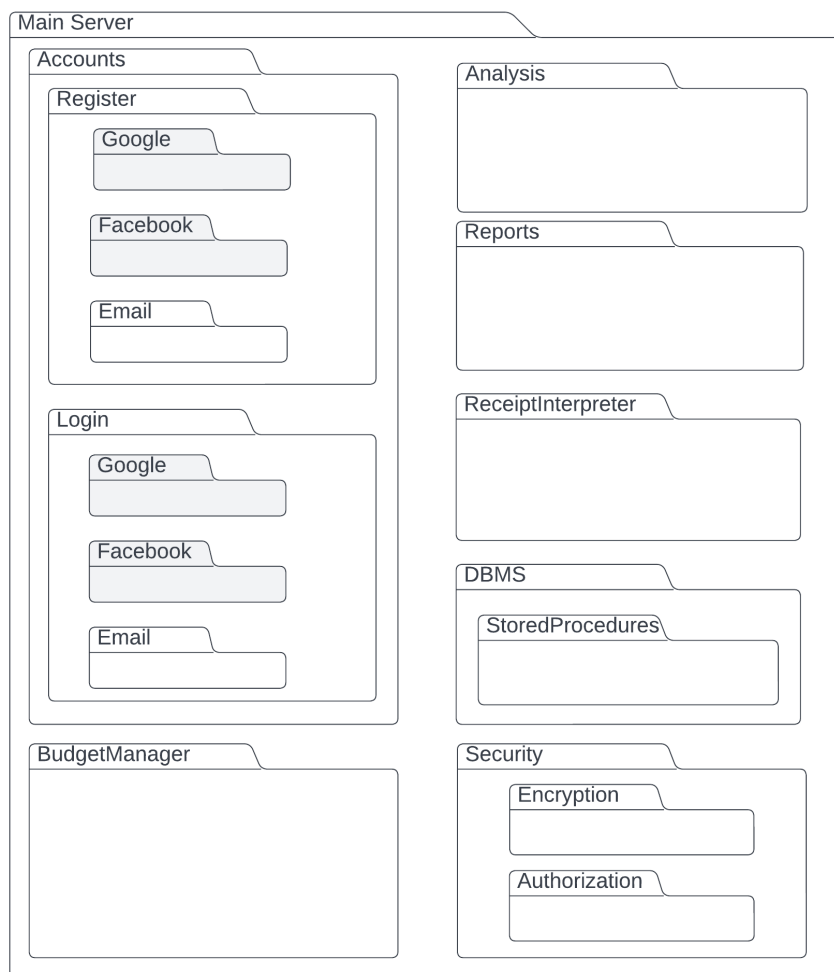 Main Server
Accounts
Register
Google
Facebook
Email
Login
Google
Facebook
Email
BudgetManager
Analysis
Reports
ReceiptInterpreter
DBMS
StoredProcedures
Security
Encryption
Authorization